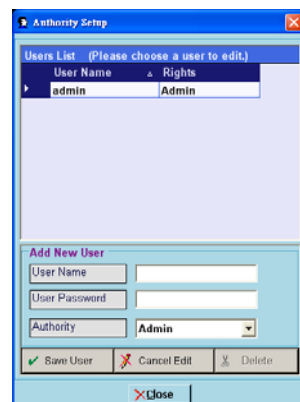 Authority Setup
Users List (Please choose a user to edit.)
User Name Rights
admin Admin
Add New User
User Name
User Password
Authority Admin
Save User Cancel Edit Delete
Close